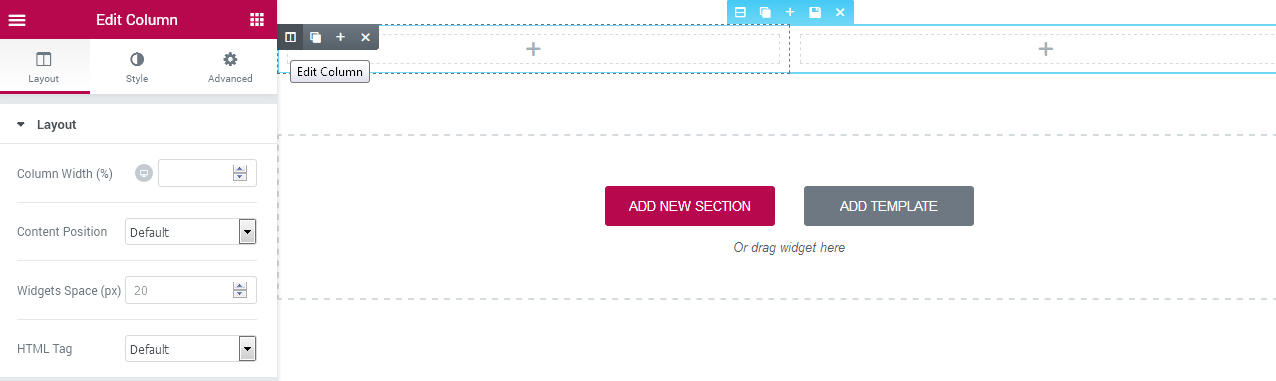 Edit Column
Layout
Style
Advanced
Layout
Column Width (%)
Content Position
Default
Widgets Space (px)
20
HTML Tag
Default
Edit Column
ADD NEW SECTION
ADD TEMPLATE
Or drag widget here